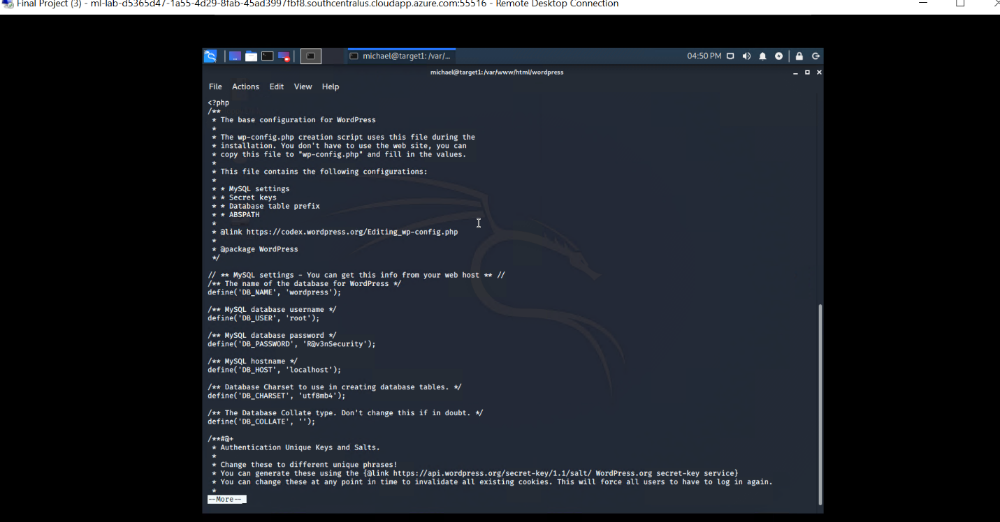 Final Project (3) - ml-lab-d5365d47-1a55-4d29-8fab-45ad3997fbf8.southcentralus.cloudapp.azure.com:55516 - Remote Desktop Connection
michael@target1: /var/...
04:50 PM
michael@target1:/var/www/html/wordpress
File Actions Edit View Help
<?php
/**
 * The base configuration for WordPress
 *
 * The wp-config.php creation script uses this file during the
 * installation. You don't have to use the web site, you can
 * copy this file to "wp-config.php" and fill in the values.
 *
 * This file contains the following configurations:
 *
 * * MySQL settings
 * * Secret keys
 * * Database table prefix
 * * ABSPATH
 *
 * @link https://codex.wordpress.org/Editing_wp-config.php
 *
 * @package WordPress
 */

// ** MySQL settings - You can get this info from your web host ** //
/** The name of the database for WordPress */
define('DB_NAME', 'wordpress');

/** MySQL database username */
define('DB_USER', 'root');

/** MySQL database password */
define('DB_PASSWORD', 'R@v3nSecurity');

/** MySQL hostname */
define('DB_HOST', 'localhost');

/** Database Charset to use in creating database tables. */
define('DB_CHARSET', 'utf8mb4');

/** The Database Collate type. Don't change this if in doubt. */
define('DB_COLLATE', '');

/**#@+
 * Authentication Unique Keys and Salts.
 *
 * Change these to different unique phrases!
 * You can generate these using the {@link https://api.wordpress.org/secret-key/1.1/salt/ WordPress.org secret-key service}
 * You can change these at any point in time to invalidate all existing cookies. This will force all users to have to log in again.
 *
--More--